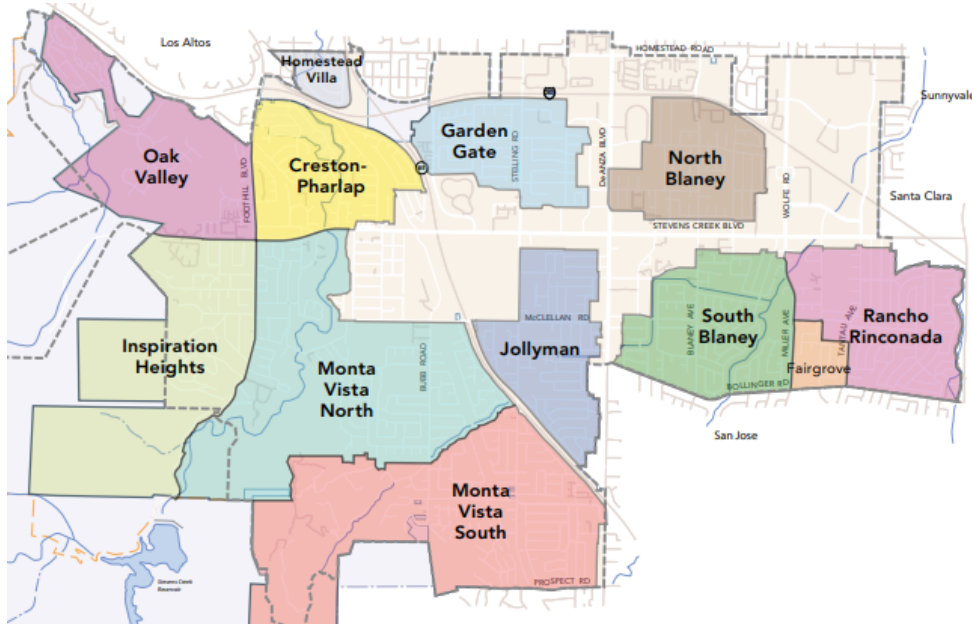 Los Altos
HOMESTEAD ROAD
Homestead
Villa
Sunnyvale
Garden
Gate
STELLING RD
DeANZA BLVD
Oak
Valley
FOOTHILL BLVD
Creston-
Pharlap
North
Blaney
WOLFE RD
Santa Clara
STEVENS CREEK BLVD
Inspiration
Heights
Monta
Vista
North
BUBB ROAD
McCLELLAN RD
Jollyman
BLANEY AVE
South
Blaney
MILLER AVE
TANTAU AVE
Rancho
Rinconada
Fairgrove
BOLLINGER RD
San Jose
Monta
Vista
South
PROSPECT RD
Stevens Creek
Reservoir